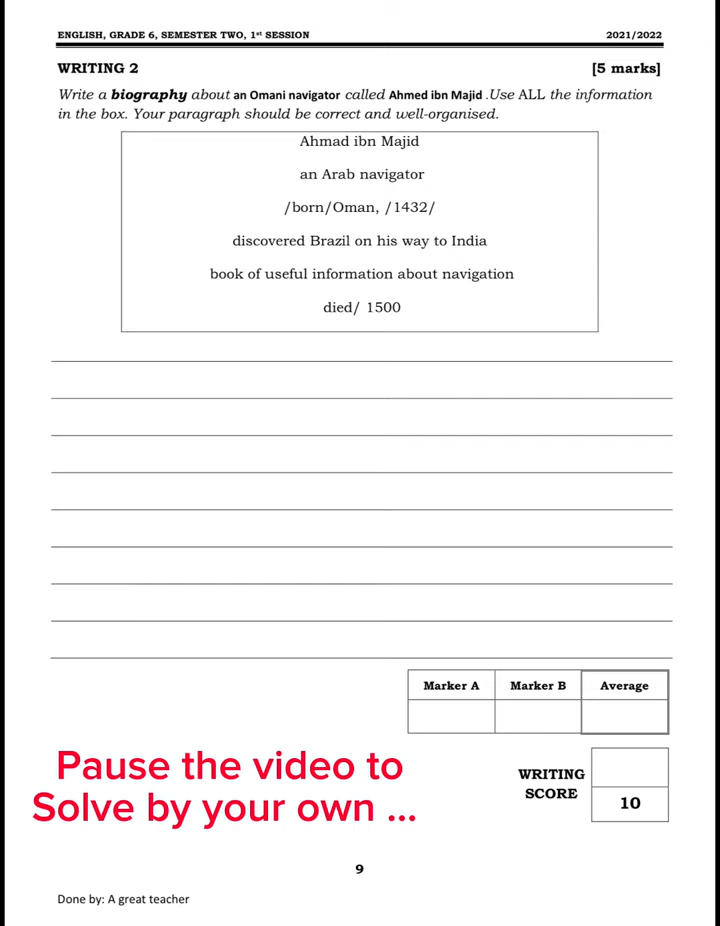 ENGLISH, GRADE 6, SEMESTER TWO, 1st SESSION 2021/2022
WRITING 2 [5 marks]
Write a biography about an Omani navigator called Ahmed ibn Majid .Use ALL the information
in the box. Your paragraph should be correct and well-organised.
Ahmad ibn Majid
an Arab navigator
/born/Oman, /1432/
discovered Brazil on his way to India
book of useful information about navigation
died/ 1500
Marker A Marker B Average
Pause the video to
Solve by your own ...
WRITING
SCORE
10
9
Done by: A great teacher